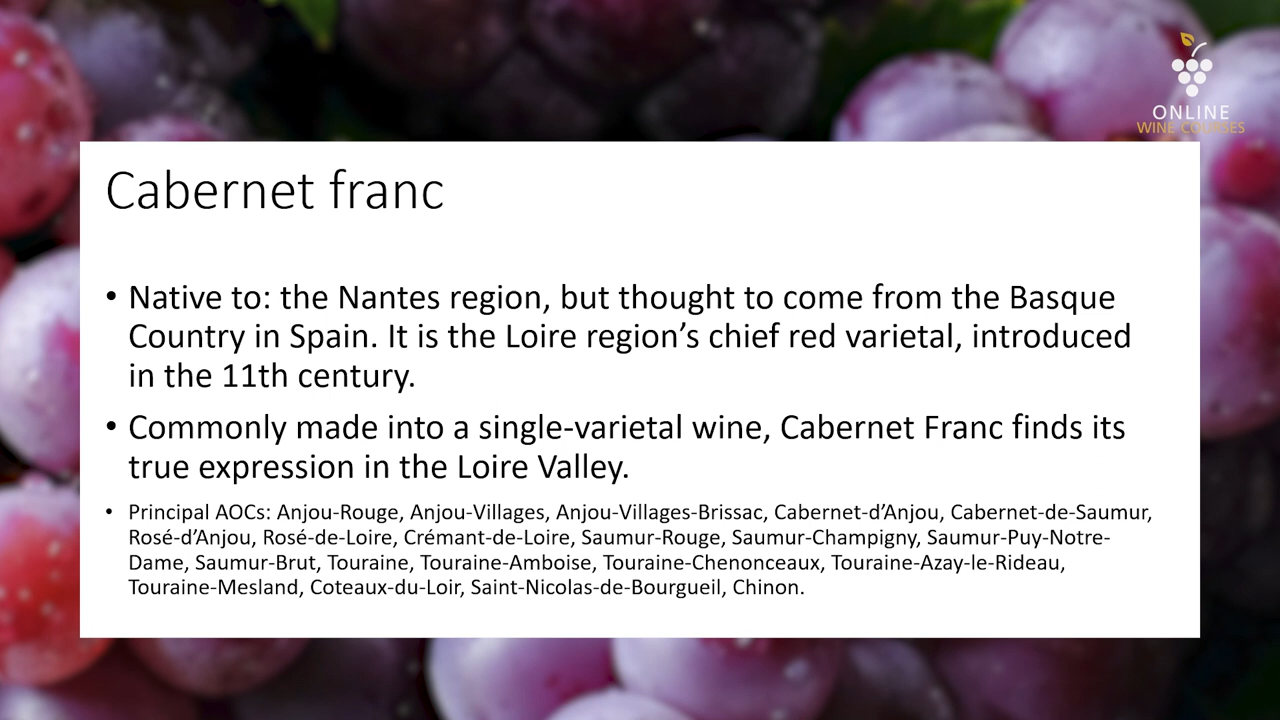 ONLINE
WINE COURSES
Cabernet franc
• Native to: the Nantes region, but thought to come from the Basque
Country in Spain. It is the Loire region’s chief red varietal, introduced
in the 11th century.
• Commonly made into a single-varietal wine, Cabernet Franc finds its
true expression in the Loire Valley.
• Principal AOCs: Anjou-Rouge, Anjou-Villages, Anjou-Villages-Brissac, Cabernet-d’Anjou, Cabernet-de-Saumur,
Rosé-d’Anjou, Rosé-de-Loire, Crémant-de-Loire, Saumur-Rouge, Saumur-Champigny, Saumur-Puy-Notre-
Dame, Saumur-Brut, Touraine, Touraine-Amboise, Touraine-Chenonceaux, Touraine-Azay-le-Rideau,
Touraine-Mesland, Coteaux-du-Loir, Saint-Nicolas-de-Bourgueil, Chinon.